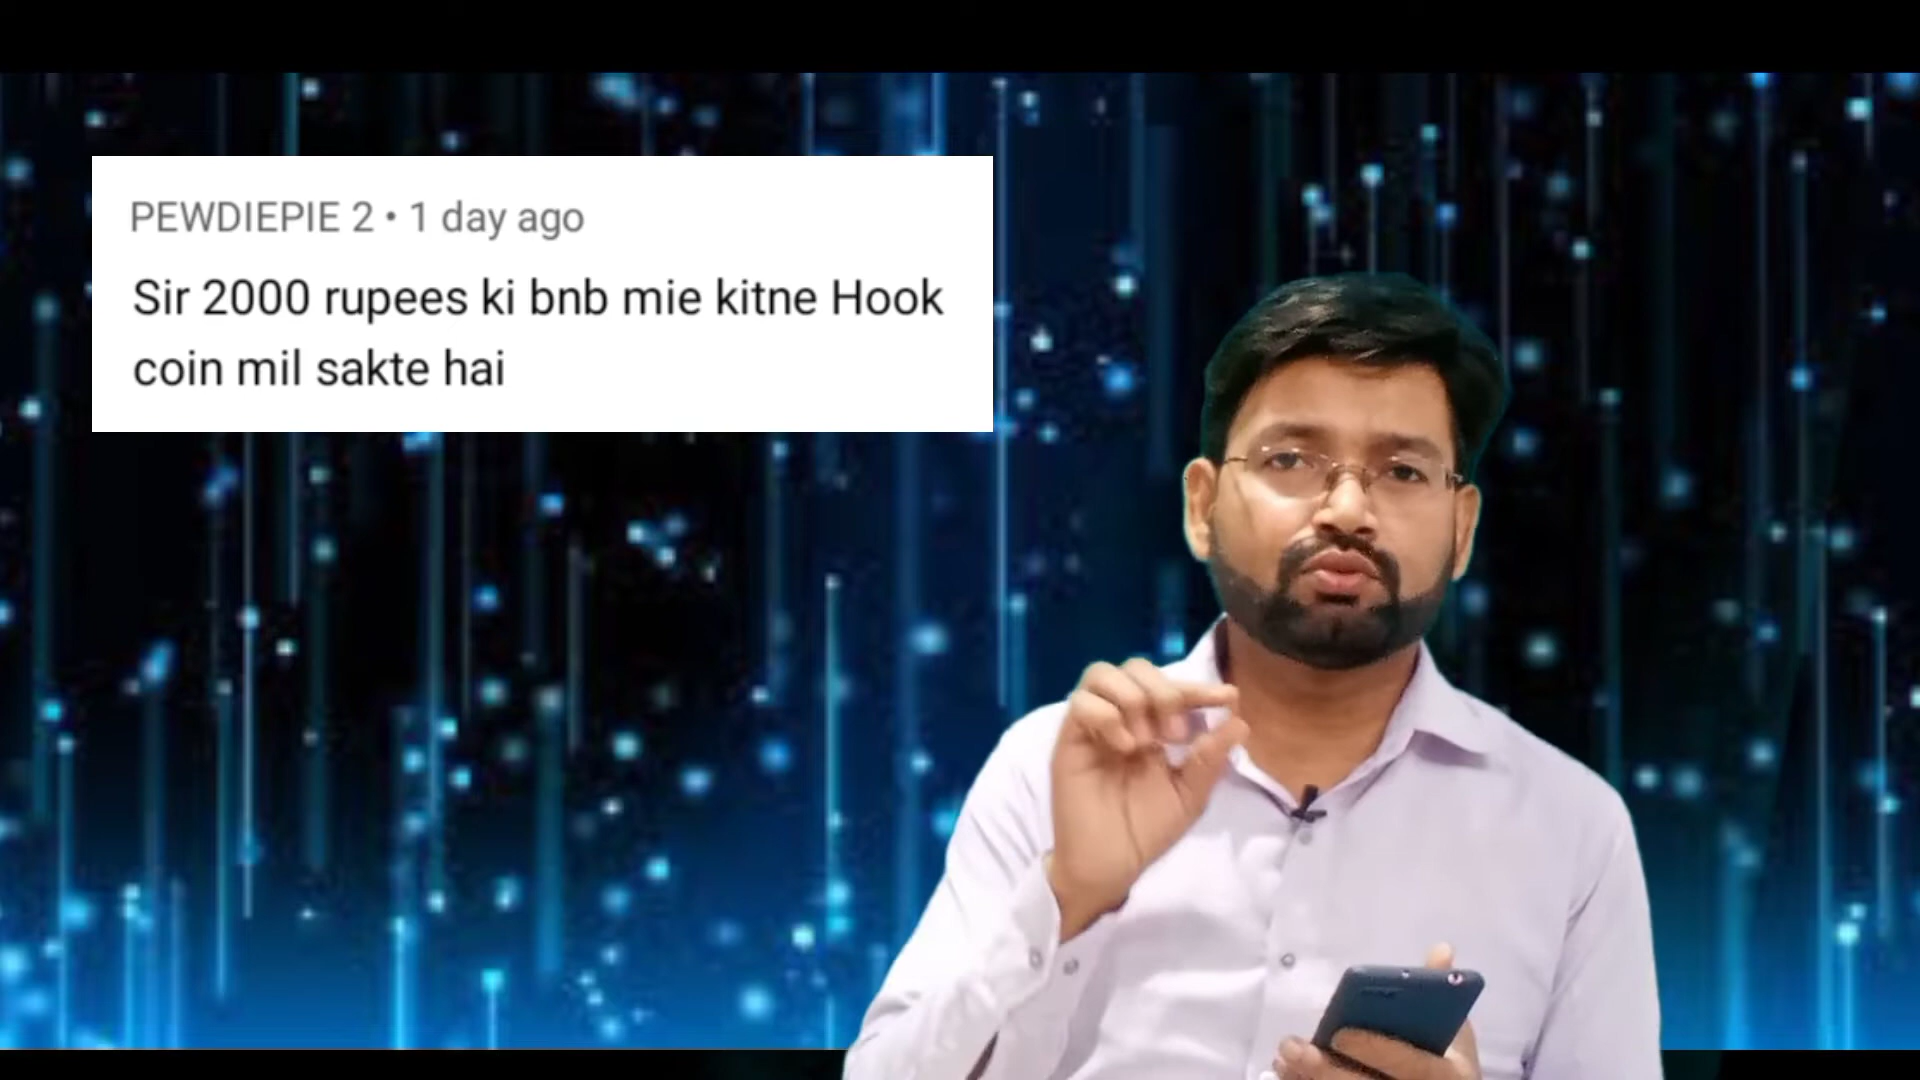 PEWDIEPIE 2 • 1 day ago
Sir 2000 rupees ki bnb mie kitne Hook
coin mil sakte hai